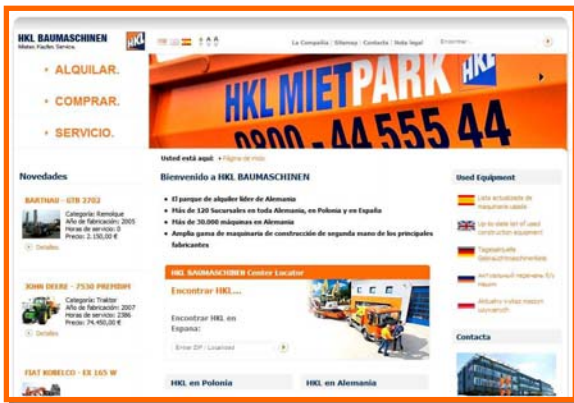 HKL BAUMASCHINEN
Mieten. Kaufen. Service.
HKL
La Compañía | Sitemap | Contacta | Nota legal
• ALQUILAR.
• COMPRAR.
• SERVICIO.
HKL MIETPARK HKL
0800 - 44 555 44
Usted está aquí: • Página de inicio
Novedades
BARTHAU - GTB 2702
Categoría: Remolque
Año de fabricación: 2005
Horas de servicio: 0
Precio: 2.150,00 €
Detalles
JOHN DEERE - 7530 PREMIUM
Categoría: Tractor
Año de fabricación: 2007
Horas de servicio: 2386
Precio: 74.450,00 €
Detalles
FIAT KOBELCO - EX 165 W
Bienvenido a HKL BAUMASCHINEN
• El parque de alquiler líder de Alemania
• Más de 120 Sucursales en toda Alemania, en Polonia y en España
• Más de 30.000 máquinas en Alemania
• Amplia gama de maquinaria de construcción de segunda mano de los principales
fabricantes
HKL BAUMASCHINEN Center Locator
Encontrar HKL...
Encontrar HKL en
Espana:
HKL en Polonia
HKL en Alemania
Used Equipment
Lista actualizada de
maquinaria usada
Up-to-date list of used
construction equipment
Tagesaktuelle
Gebrauchtmaschinenliste
Contacta